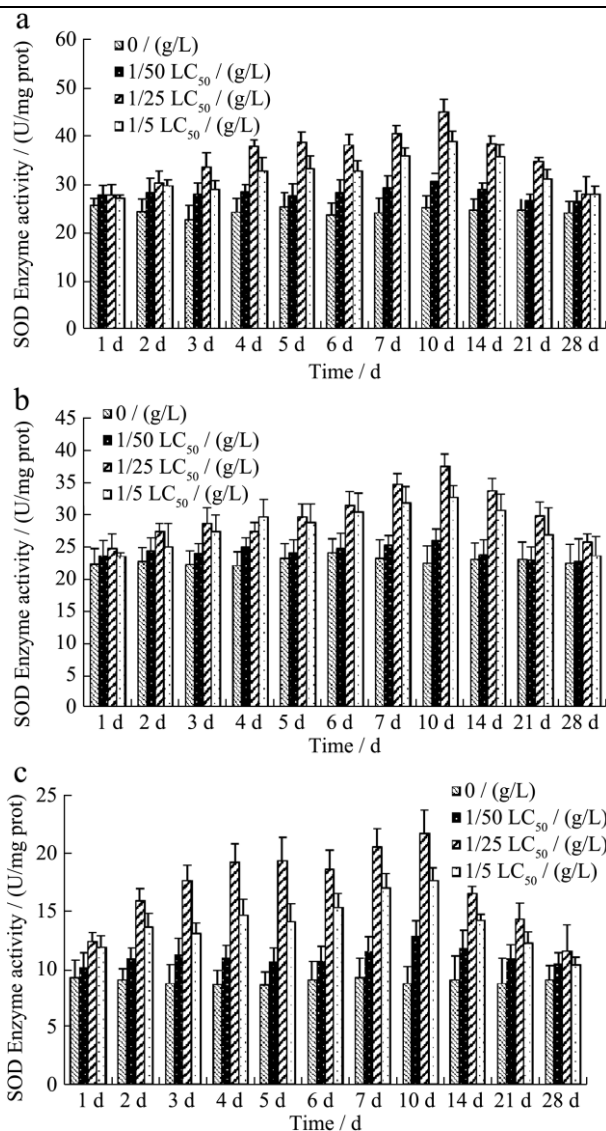 a
SOD Enzyme activity / (U/mg prot)
60
50
40
30
20
10
0
0 / (g/L)
1/50 LC₅₀ / (g/L)
1/25 LC₅₀ / (g/L)
1/5 LC₅₀ / (g/L)
1 d 2 d 3 d 4 d 5 d 6 d 7 d 10 d 14 d 21 d 28 d
Time / d
b
SOD Enzyme activity / (U/mg prot)
45
40
35
30
25
20
15
10
5
0
0 / (g/L)
1/50 LC₅₀ / (g/L)
1/25 LC₅₀ / (g/L)
1/5 LC₅₀ / (g/L)
1 d 2 d 3 d 4 d 5 d 6 d 7 d 10 d 14 d 21 d 28 d
Time / d
c
SOD Enzyme activity / (U/mg prot)
25
20
15
10
5
0
0 / (g/L)
1/50 LC₅₀ / (g/L)
1/25 LC₅₀ / (g/L)
1/5 LC₅₀ / (g/L)
1 d 2 d 3 d 4 d 5 d 6 d 7 d 10 d 14 d 21 d 28 d
Time / d